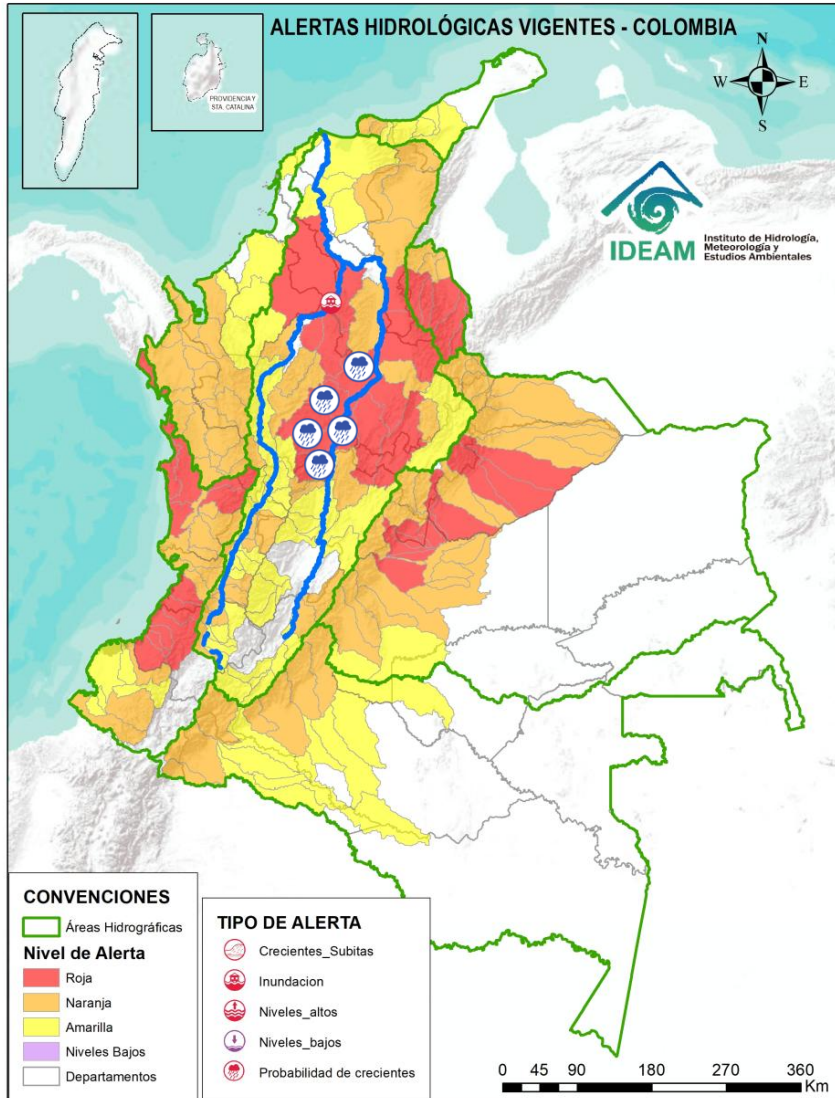 ALERTAS HIDROLÓGICAS VIGENTES - COLOMBIA
PROVIDENCIA Y
STA. CATALINA
N
W
E
S
IDEAM
Instituto de Hidrología,
Meteorología y
Estudios Ambientales
CONVENCIONES
Áreas Hidrográficas
Nivel de Alerta
Roja
Naranja
Amarilla
Niveles Bajos
Departamentos
TIPO DE ALERTA
Crecientes_Subitas
Inundacion
Niveles_altos
Niveles_bajos
Probabilidad de crecientes
0 45 90 180 270 360
Km